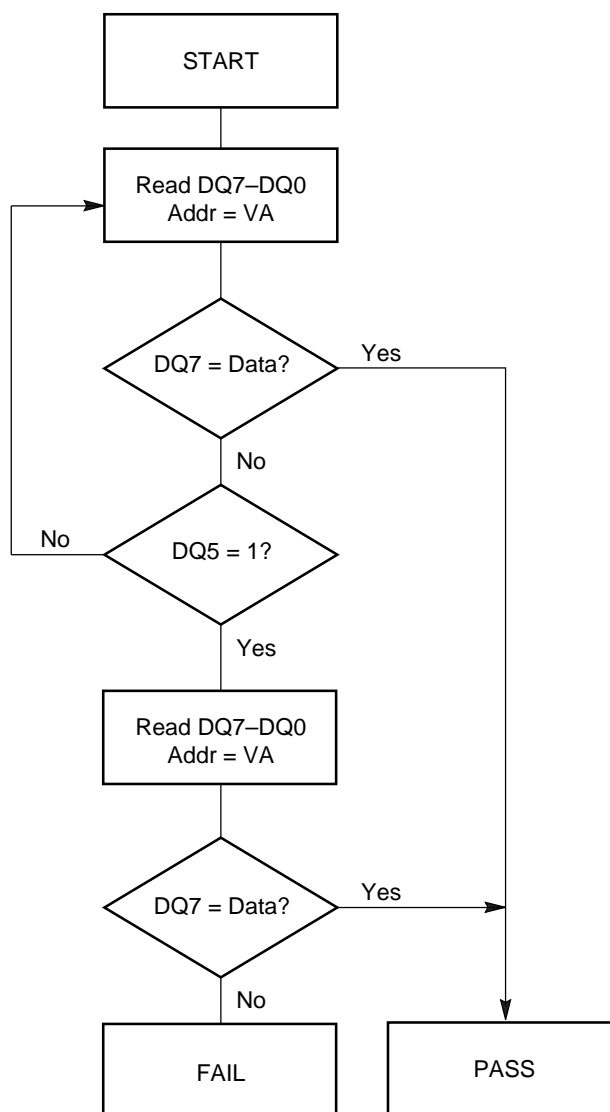 START
Read DQ7–DQ0
Addr = VA
DQ7 = Data?
Yes
No
No
DQ5 = 1?
Yes
Read DQ7–DQ0
Addr = VA
DQ7 = Data?
Yes
No
FAIL
PASS